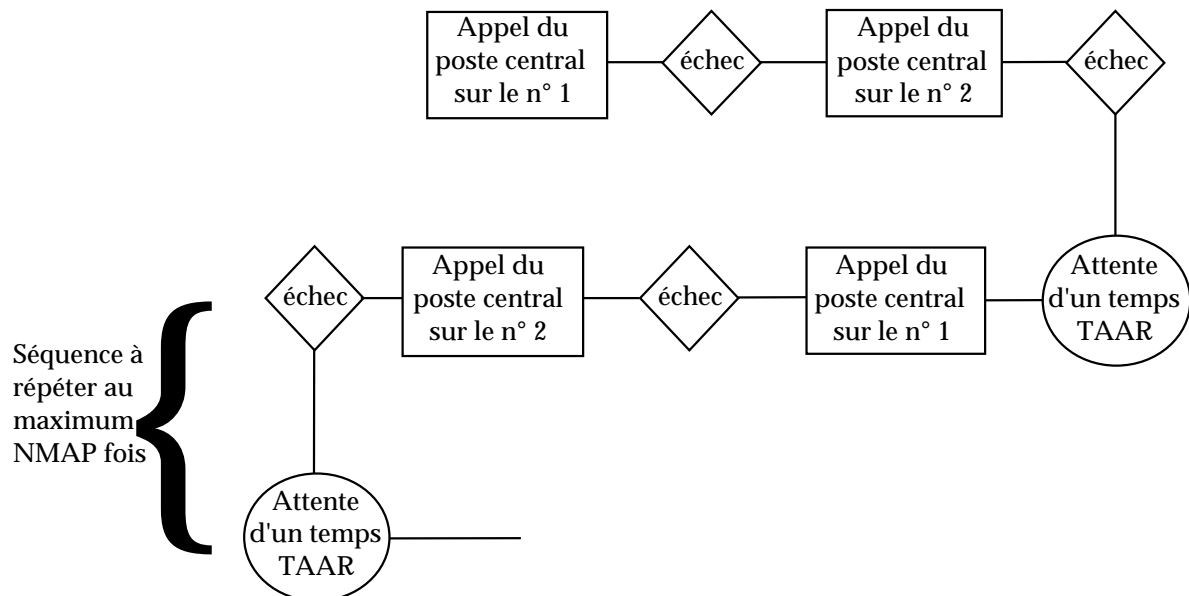 Appel du
poste central
sur le n° 1
échec
Appel du
poste central
sur le n° 2
échec
Attente
d'un temps
TAAR
Appel du
poste central
sur le n° 1
échec
Appel du
poste central
sur le n° 2
échec
Séquence à
répéter au
maximum
NMAP fois
Attente
d'un temps
TAAR